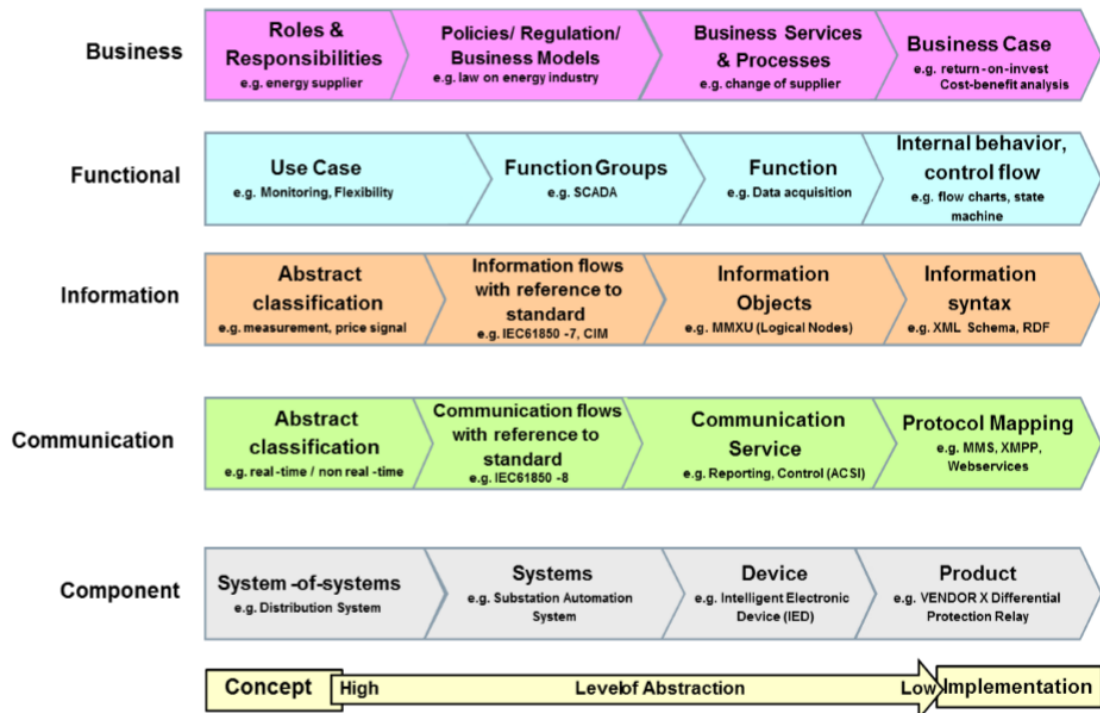 Business
Roles &
Responsibilities
e.g. energy supplier
Policies/ Regulation/
Business Models
e.g. law on energy industry
Business Services
& Processes
e.g. change of supplier
Business Case
e.g. return-on-invest
Cost-benefit analysis
Functional
Use Case
e.g. Monitoring, Flexibility
Function Groups
e.g. SCADA
Function
e.g. Data acquisition
Internal behavior,
control flow
e.g. flow charts, state
machine
Information
Abstract
classification
e.g. measurement, price signal
Information flows
with reference to
standard
e.g. IEC61850 -7, CIM
Information
Objects
e.g. MMXU (Logical Nodes)
Information
syntax
e.g. XML Schema, RDF
Communication
Abstract
classification
e.g. real-time / non real-time
Communication flows
with reference to
standard
e.g. IEC61850 -8
Communication
Service
e.g. Reporting, Control (ACSI)
Protocol Mapping
e.g. MMS, XMPP,
Webservices
Component
System -of-systems
e.g. Distribution System
Systems
e.g. Substation Automation
System
Device
e.g. Intelligent Electronic
Device (IED)
Product
e.g. VENDOR X Differential
Protection Relay
Concept
High
Level of Abstraction
Low
Implementation